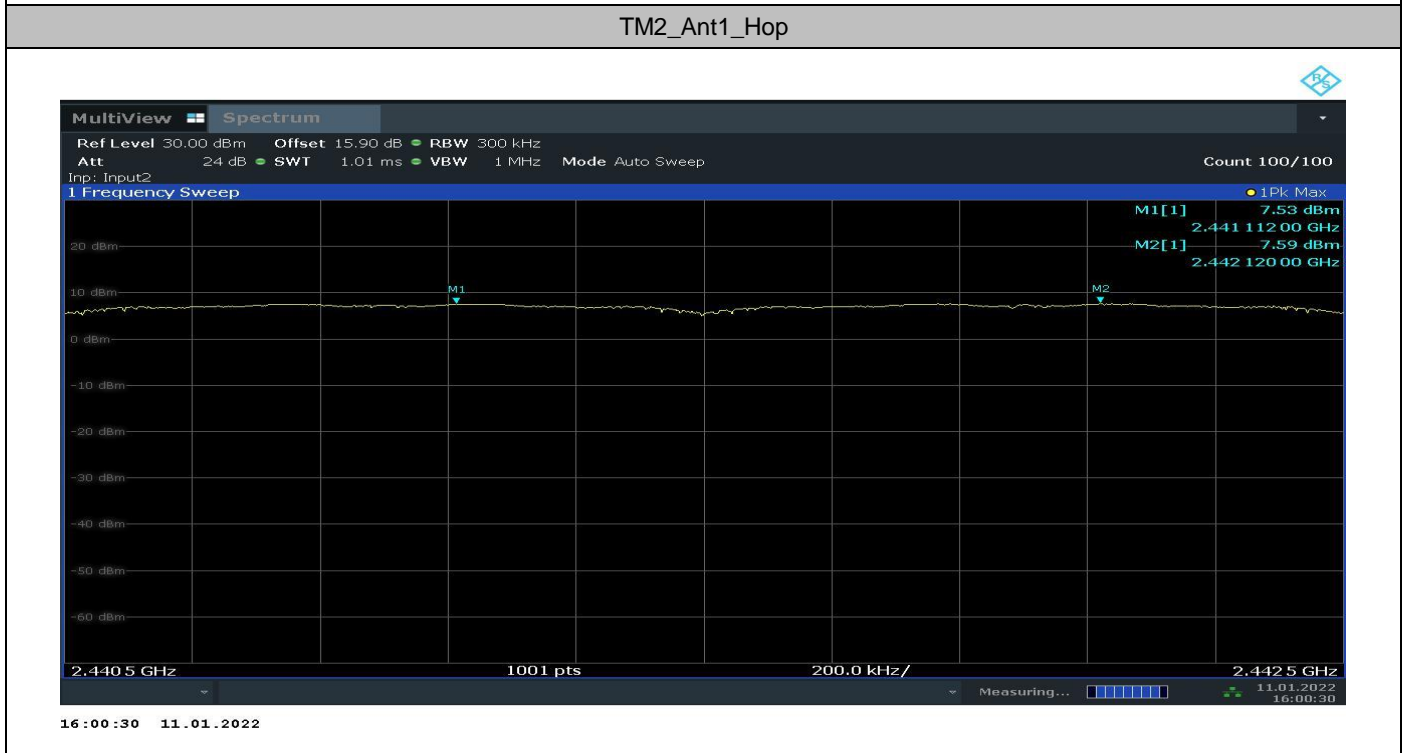 TM2_Ant1_Hop
R&S
MultiView Spectrum
Ref Level 30.00 dBm Offset 15.90 dB RBW 300 kHz
Att 24 dB SWT 1.01 ms VBW 1 MHz Mode Auto Sweep Count 100/100
Inp: Input2
1 Frequency Sweep 1Pk Max
M1[1] 7.53 dBm
2.441 112 00 GHz
20 dBm M2[1] 7.59 dBm
2.442 120 00 GHz
10 dBm M1 M2
0 dBm
-10 dBm
-20 dBm
-30 dBm
-40 dBm
-50 dBm
-60 dBm
2.440 5 GHz 1001 pts 200.0 kHz/ 2.442 5 GHz
Measuring... 11.01.2022
16:00:30
16:00:30 11.01.2022